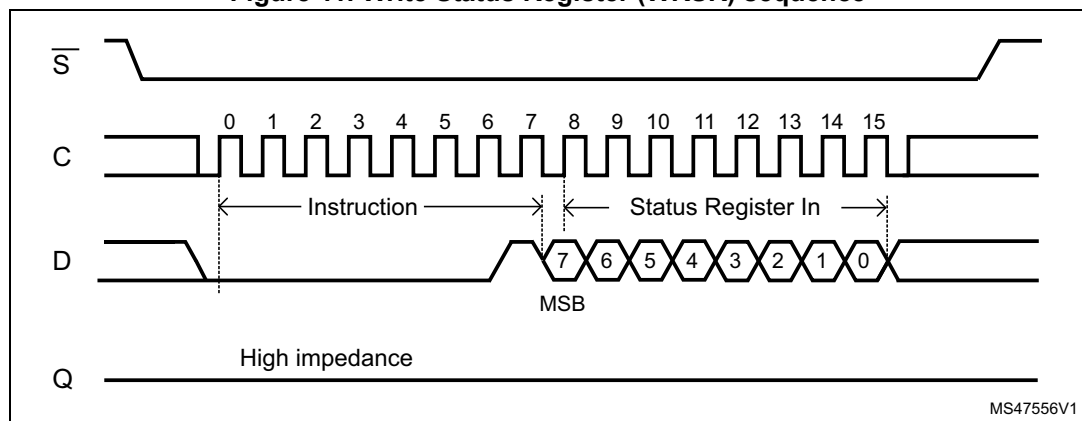 Figure 11. Write Status Register (WRSR) sequence
S
0 1 2 3 4 5 6 7 8 9 10 11 12 13 14 15
C
Instruction Status Register In
D
7 6 5 4 3 2 1 0
MSB
High impedance
Q
MS47556V1